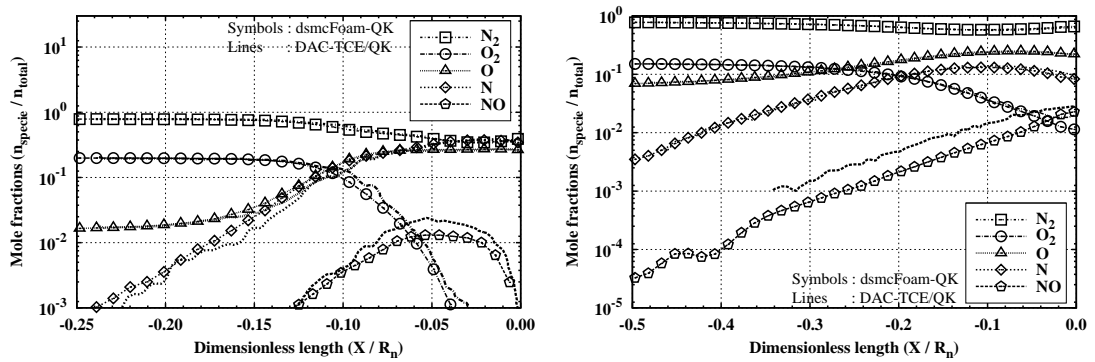 Symbols : dsmcFoam-QK
Lines : DAC-TCE/QK
N₂
O₂
O
N
NO
10¹
10⁰
10⁻¹
10⁻²
10⁻³
-0.25
-0.20
-0.15
-0.10
-0.05
0.00
Mole fractions (n_specie / n_total)
Dimensionless length (X / R_n)
10⁰
10⁻¹
10⁻²
10⁻³
10⁻⁴
10⁻⁵
-0.5
-0.4
-0.3
-0.2
-0.1
0.0
Mole fractions (n_specie / n_total)
Dimensionless length (X / R_n)
N₂
O₂
O
N
NO
Symbols : dsmcFoam-QK
Lines : DAC-TCE/QK